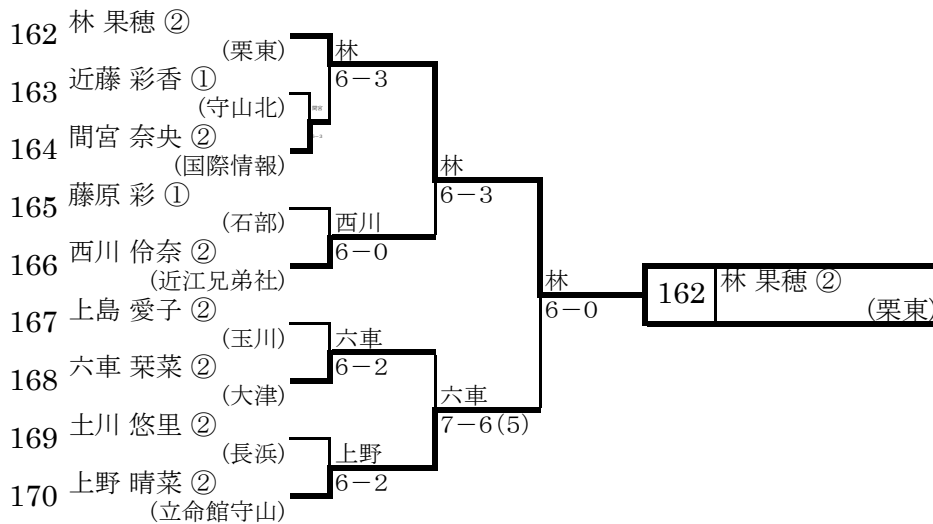 162 林 果穂 ②
(栗東)
163 近藤 彩香 ①
(守山北)
164 間宮 奈央 ②
(国際情報)
165 藤原 彩 ①
(石部)
166 西川 伶奈 ②
(近江兄弟社)
167 上島 愛子 ②
(玉川)
168 六車 栞菜 ②
(大津)
169 土川 悠里 ②
(長浜)
170 上野 晴菜 ②
(立命館守山)
林
6-3
間宮
西川
6-0
六車
6-2
上野
6-2
林
6-3
六車
7-6(5)
林
6-0
162 林 果穂 ②
(栗東)